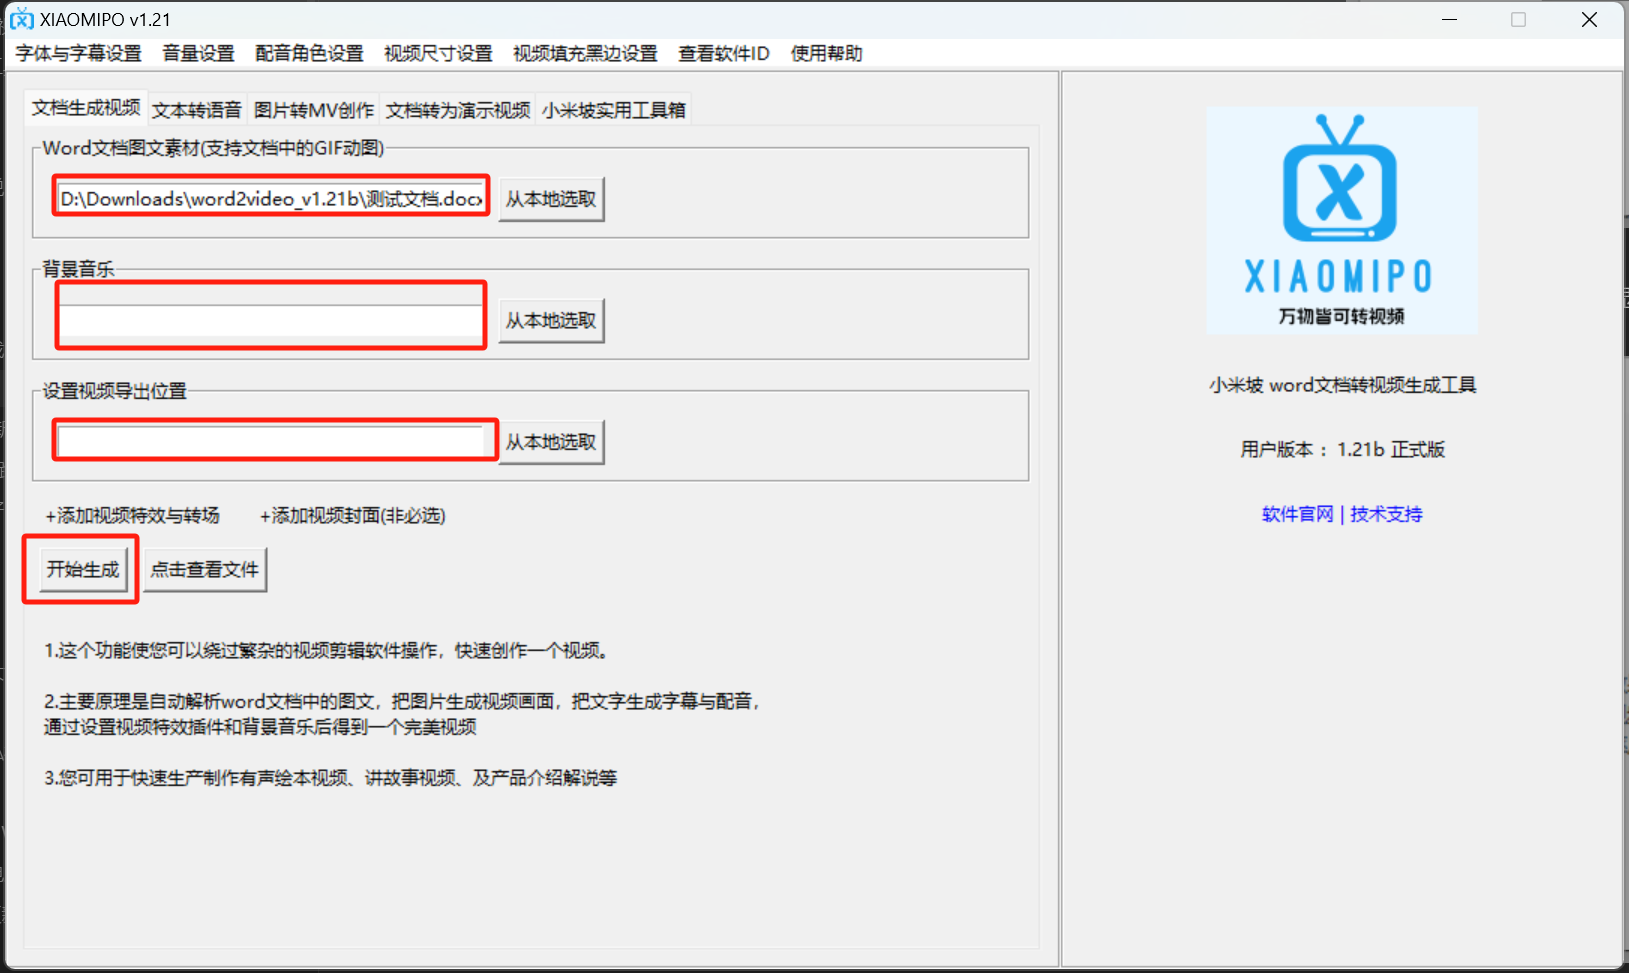 XIAOMIPO v1.21
字体与字幕设置 音量设置 配音角色设置 视频尺寸设置 视频填充黑边设置 查看软件ID 使用帮助
文档生成视频 文本转语音 图片转MV创作 文档转为演示视频 小米坡实用工具箱
Word文档图文素材(支持文档中的GIF动图)
D:\Downloads\word2video_v1.21b\测试文档.docx 从本地选取
背景音乐
从本地选取
设置视频导出位置
从本地选取
+添加视频特效与转场 +添加视频封面(非必选)
开始生成 点击查看文件
1.这个功能使您可以绕过繁杂的视频剪辑软件操作，快速创作一个视频。
2.主要原理是自动解析word文档中的图文，把图片生成视频画面，把文字生成字幕与配音，
通过设置视频特效插件和背景音乐后得到一个完美视频
3.您可用于快速生产制作有声绘本视频、讲故事视频、及产品介绍解说等
XIAOMIPO
万物皆可转视频
小米坡 word文档转视频生成工具
用户版本 ： 1.21b 正式版
软件官网 | 技术支持